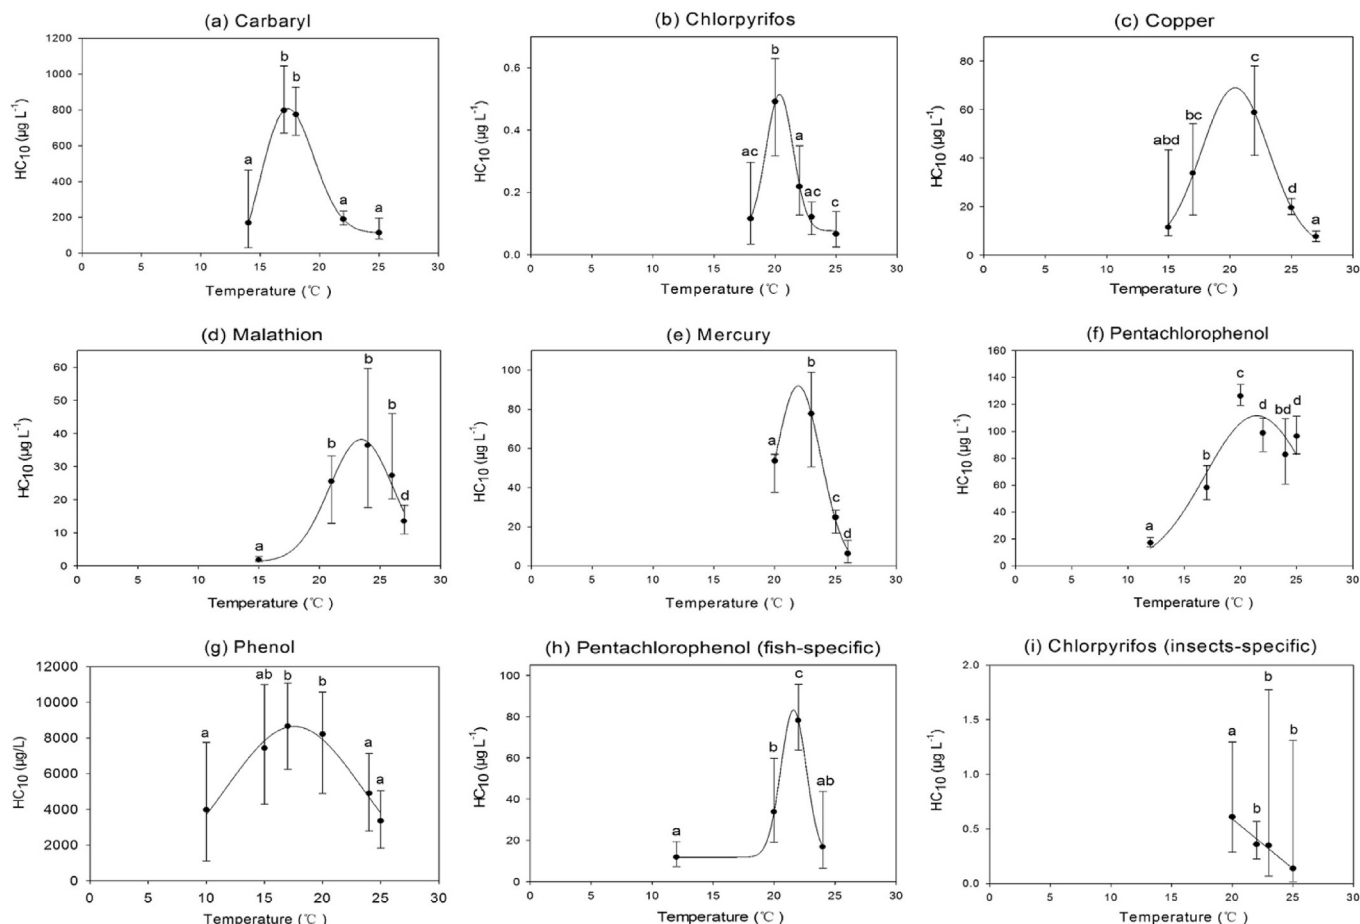 (a) Carbaryl
HC10 (µg L-1)
1200
1000
800
600
400
200
0
a
b
b
a
a
0 5 10 15 20 25 30
Temperature (℃)
(b) Chlorpyrifos
HC10 (µg L-1)
0.6
0.4
0.2
0.0
ac
b
a
ac
c
0 5 10 15 20 25 30
Temperature (℃)
(c) Copper
HC10 (µg L-1)
80
60
40
20
0
abd
bc
c
d
a
0 5 10 15 20 25 30
Temperature (℃)
(d) Malathion
HC10 (µg L-1)
60
50
40
30
20
10
0
a
b
b
b
d
0 5 10 15 20 25 30
Temperature (℃)
(e) Mercury
HC10 (µg L-1)
100
80
60
40
20
0
a
b
c
d
0 5 10 15 20 25 30
Temperature (℃)
(f) Pentachlorophenol
HC10 (µg L-1)
160
140
120
100
80
60
40
20
0
a
b
c
d
bd
d
0 5 10 15 20 25 30
Temperature (℃)
(g) Phenol
HC10 (µg/L)
12000
10000
8000
6000
4000
2000
0
a
ab
b
b
a
a
0 5 10 15 20 25 30
Temperature (℃)
(h) Pentachlorophenol (fish-specific)
HC10 (µg L-1)
100
80
60
40
20
0
a
b
c
ab
0 5 10 15 20 25 30
Temperature (℃)
(i) Chlorpyrifos (insects-specific)
HC10 (µg L-1)
2.0
1.5
1.0
0.5
0.0
a
b
b
b
0 5 10 15 20 25 30
Temperature (℃)